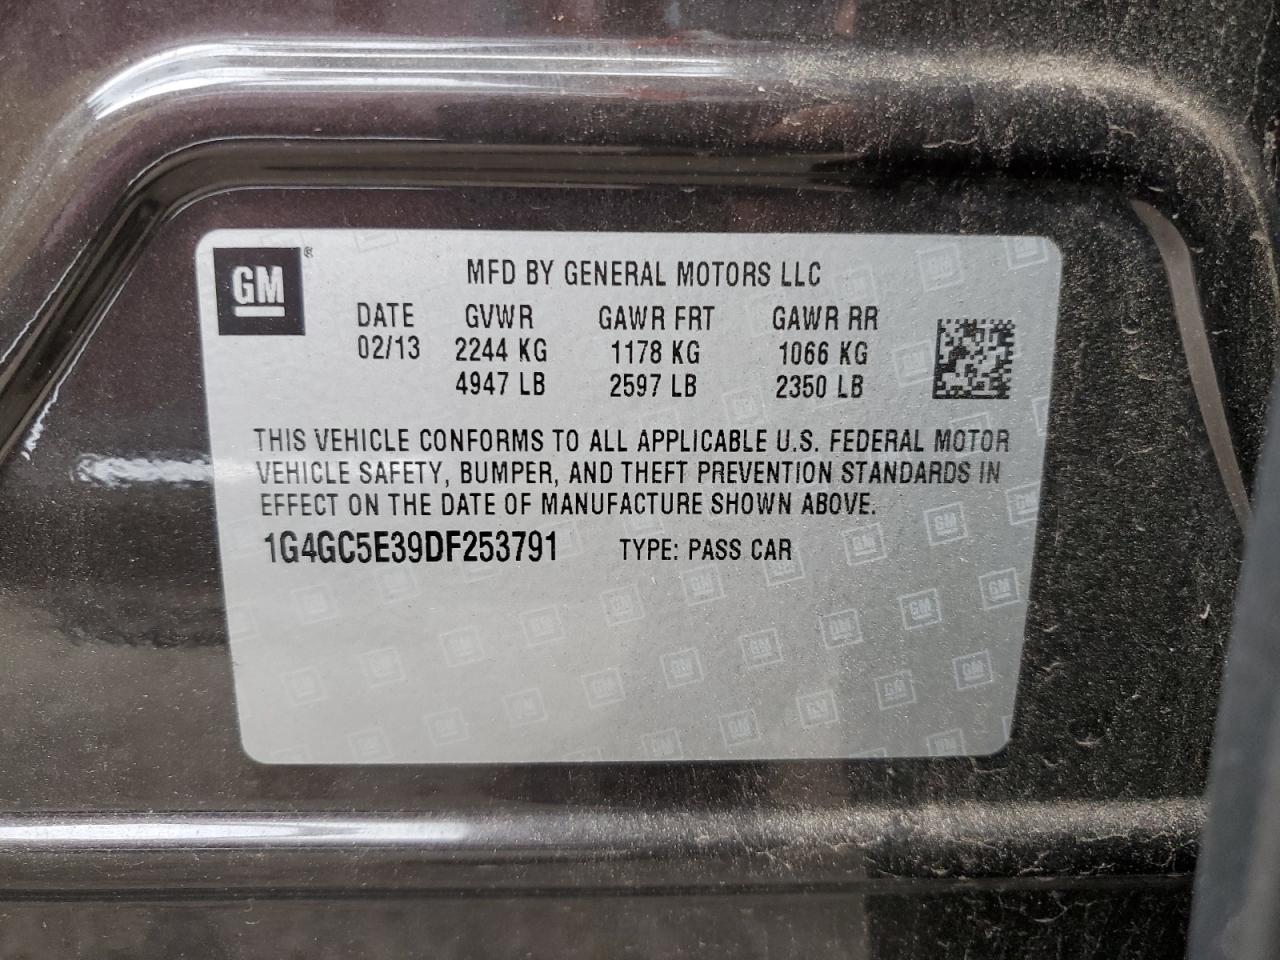 GM ®
MFD BY GENERAL MOTORS LLC
DATE GVWR GAWR FRT GAWR RR
02/13 2244 KG 1178 KG 1066 KG
4947 LB 2597 LB 2350 LB
THIS VEHICLE CONFORMS TO ALL APPLICABLE U.S. FEDERAL MOTOR
VEHICLE SAFETY, BUMPER, AND THEFT PREVENTION STANDARDS IN
EFFECT ON THE DATE OF MANUFACTURE SHOWN ABOVE.
1G4GC5E39DF253791 TYPE: PASS CAR